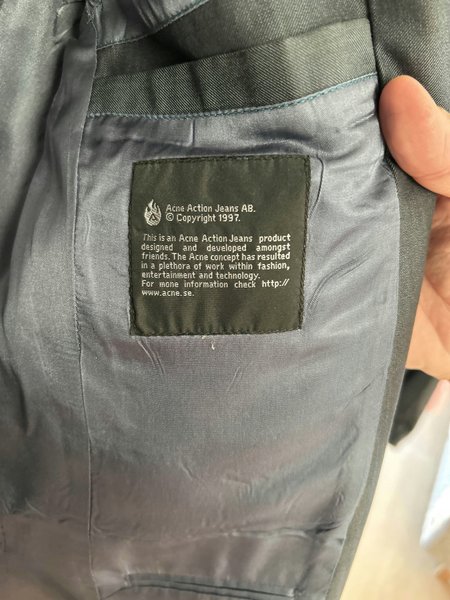 Acne Action Jeans AB.
© Copyright 1997.
This is an Acne Action Jeans product
designed and developed amongst
friends. The Acne concept has resulted
in a plethora of work within fashion,
entertainment and technology.
For more information check http://
www.acne.se.